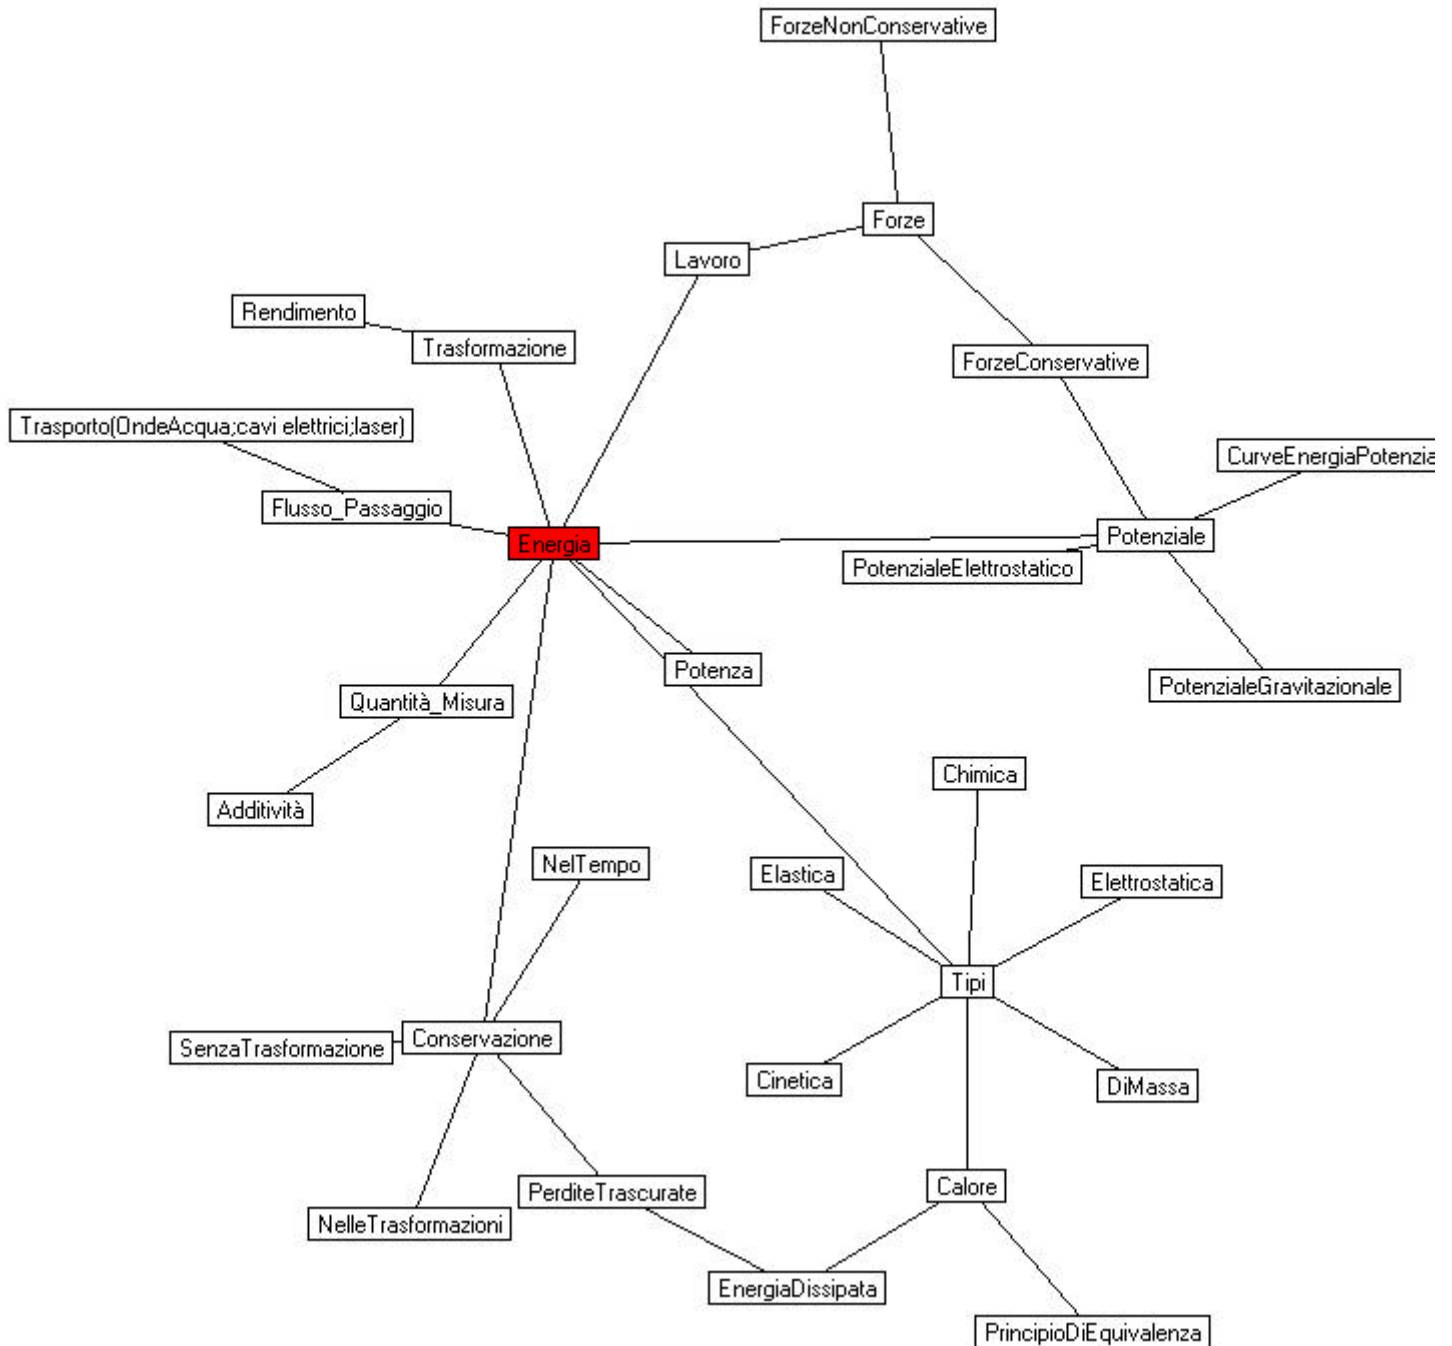 ForzeNonConservative
Forze
Lavoro
Rendimento
Trasformazione
ForzeConservative
Trasporto(OndeAcqua;cavi elettrici;laser)
CurveEnergiaPotenzia
Flusso_Passaggio
Energia
Potenziale
PotenzialeElettrostatico
Potenza
PotenzialeGravitazionale
Quantità_Misura
Chimica
Additività
NelTempo
Elastica
Elettrostatica
Tipi
Conservazione
SenzaTrasformazione
Cinetica
DiMassa
Calore
PerditeTrascurate
NelleTrasformazioni
EnergiaDissipata
PrincipioDiEquivalenza